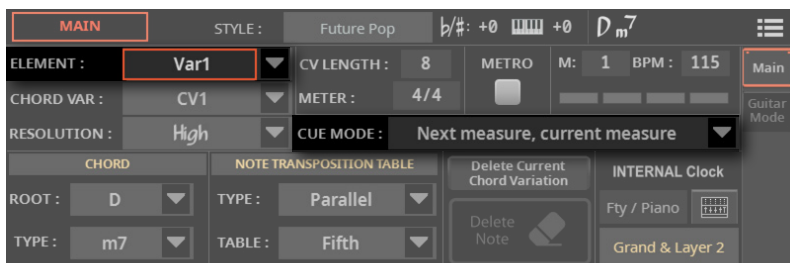 MAIN STYLE : Future Pop b/#: +0 +0 D m7
ELEMENT : Var1 CV LENGTH : 8 METRO M: 1 BPM : 115 Main
CHORD VAR : CV1 METER : 4/4 Guitar Mode
RESOLUTION : High CUE MODE : Next measure, current measure
CHORD NOTE TRANSPOSITION TABLE Delete Current Chord Variation INTERNAL Clock
ROOT : D TYPE : Parallel Fty / Piano
TYPE : m7 TABLE : Fifth Delete Note Grand & Layer 2